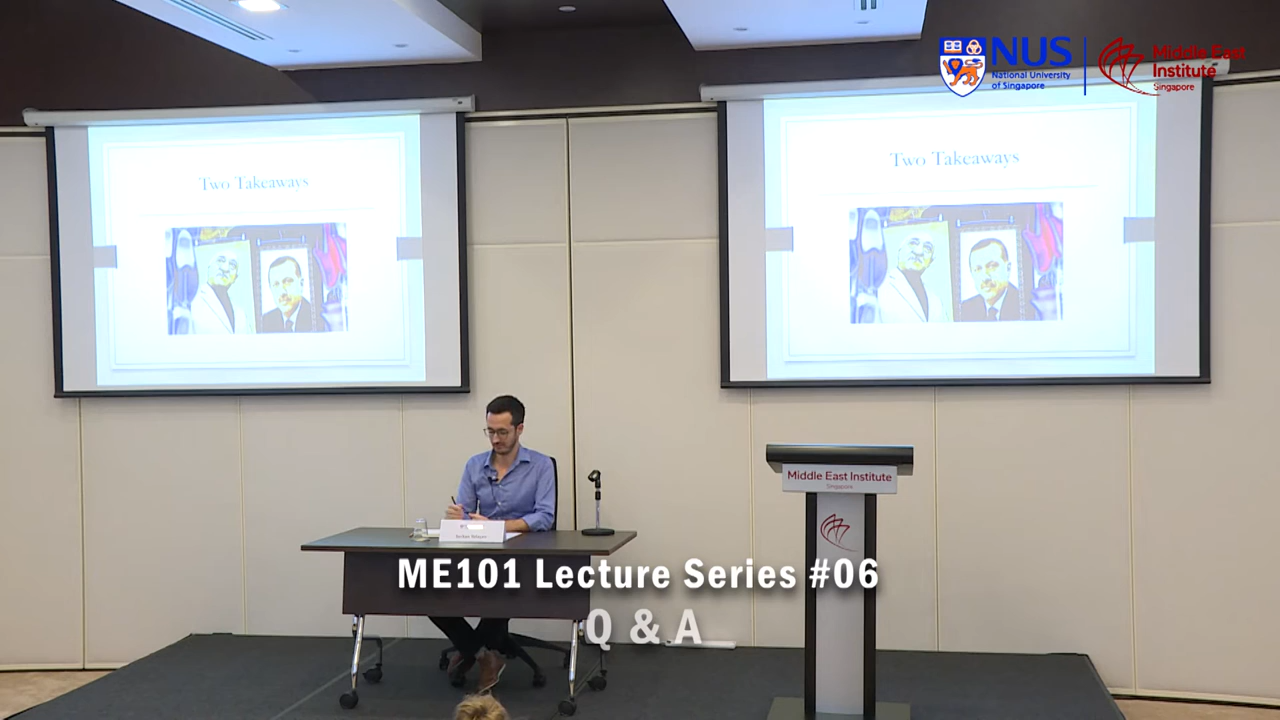 NUS
National University
of Singapore
Middle East
Institute
Singapore
Two Takeaways
Two Takeaways
Middle East Institute
Singapore
ME101 Lecture Series #06
Q & A